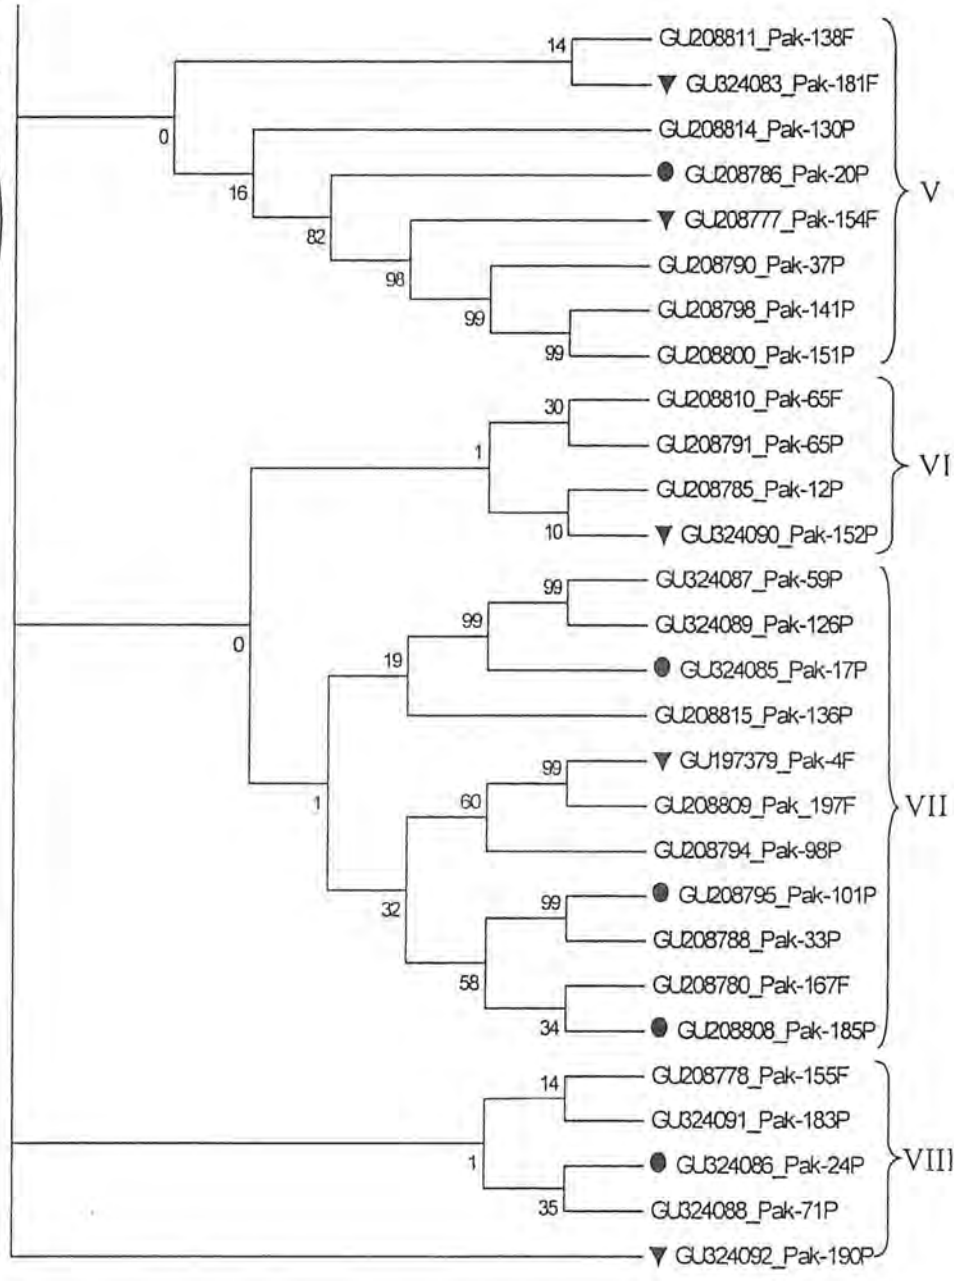 14
GU208811_Pak-138F
▼ GU324083_Pak-181F
0
GU208814_Pak-130P
16
● GU208786_Pak-20P
V
82
▼ GU208777_Pak-154F
98
GU208790_Pak-37P
99
GU208798_Pak-141P
99
GU208800_Pak-151P
30
GU208810_Pak-65F
1
GU208791_Pak-65P
VI
GU208785_Pak-12P
10
▼ GU324090_Pak-152P
99
GU324087_Pak-59P
99
GU324089_Pak-126P
0
19
● GU324085_Pak-17P
GU208815_Pak-136P
99
▼ GU197379_Pak-4F
1
60
GU208809_Pak_197F
VII
GU208794_Pak-98P
32
99
● GU208795_Pak-101P
GU208788_Pak-33P
58
GU208780_Pak-167F
34
● GU208808_Pak-185P
14
GU208778_Pak-155F
GU324091_Pak-183P
1
● GU324086_Pak-24P
VIII
35
GU324088_Pak-71P
▼ GU324092_Pak-190P